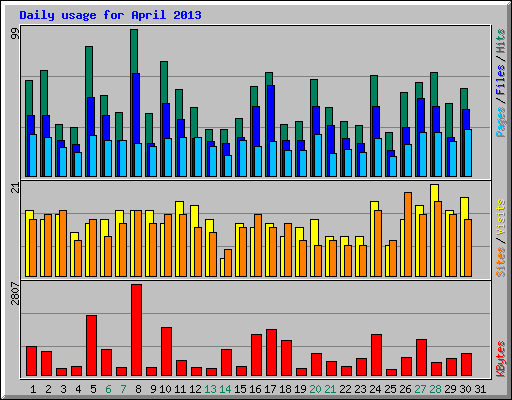 Daily usage for April 2013
99
Pages / Files / Hits
21
Sites / Visits
2807
KBytes
1 2 3 4 5 6 7 8 9 10 11 12 13 14 15 16 17 18 19 20 21 22 23 24 25 26 27 28 29 30 31